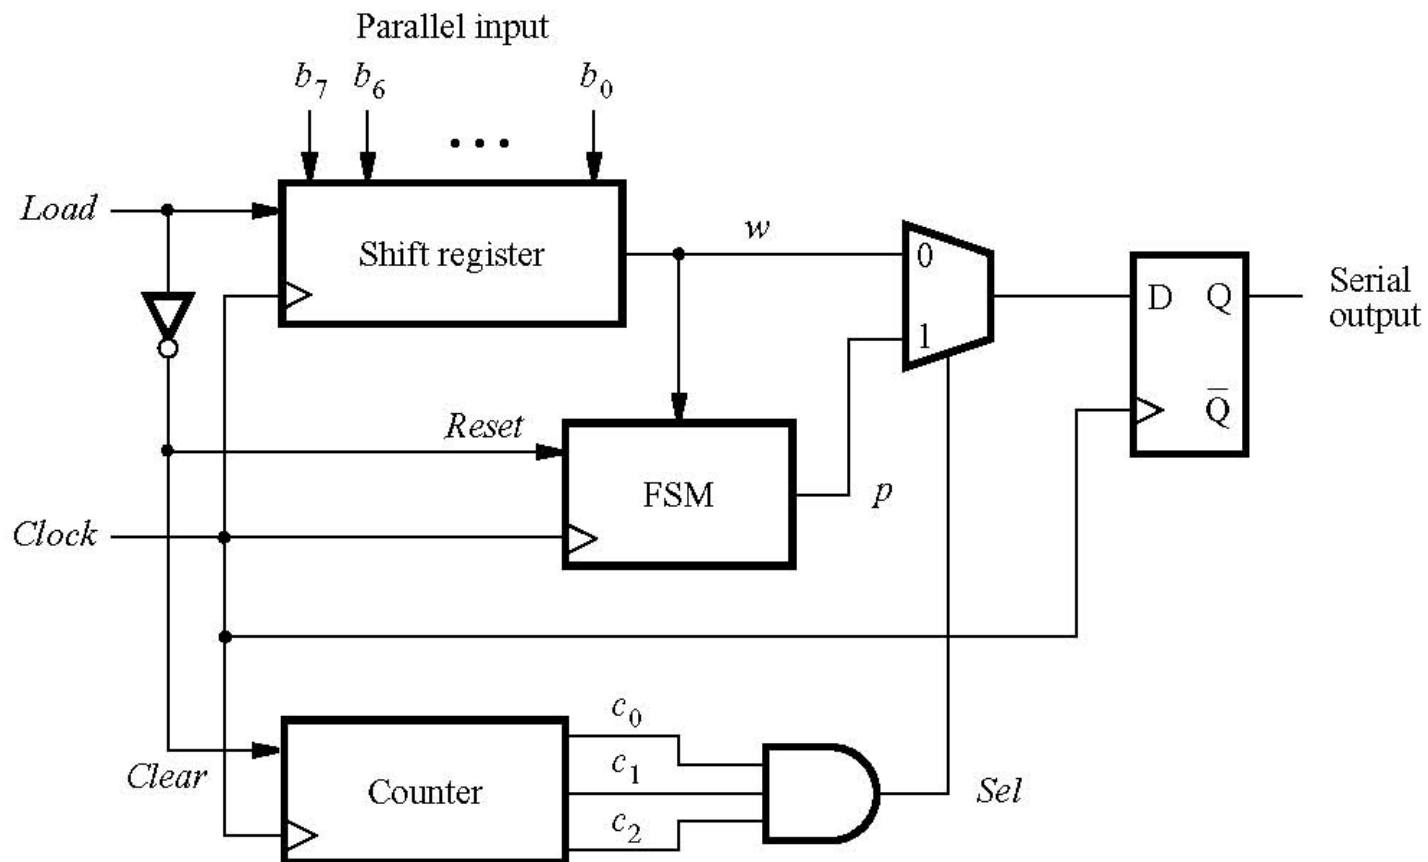 Parallel input
b7 b6 b0
• • •
Load
Shift register
w
0
1
D Q
Q̅
Serial
output
Reset
FSM
p
Clock
Clear
Counter
c0
c1
c2
Sel